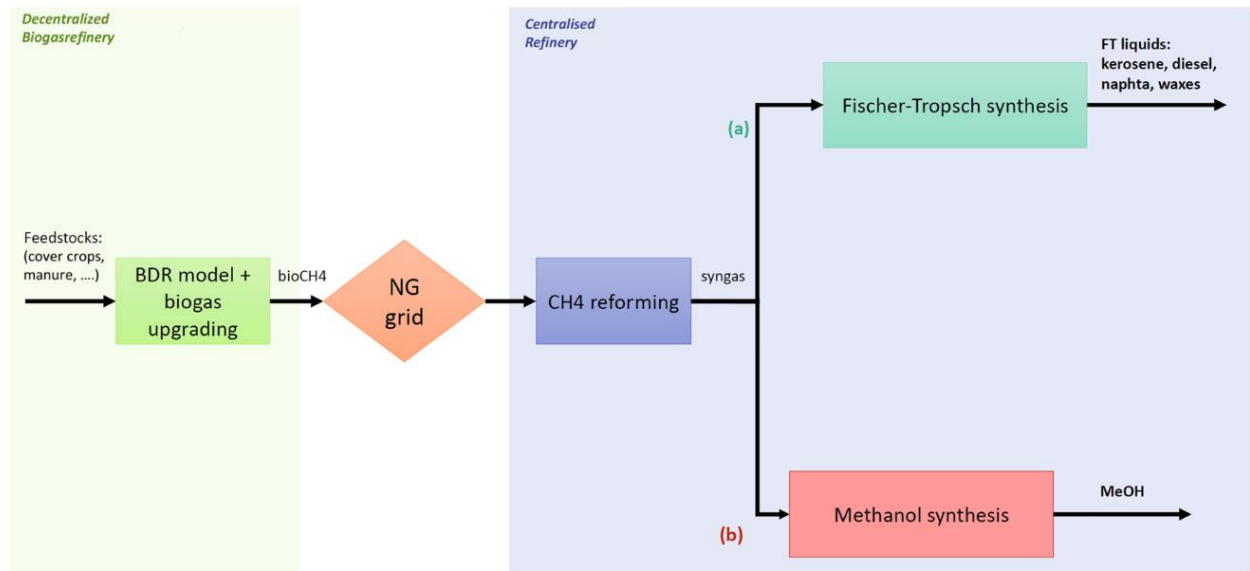 Decentralized
Biogasrefinery
Centralised
Refinery
FT liquids:
kerosene, diesel,
naphta, waxes
Fischer-Tropsch synthesis
(a)
Feedstocks:
(cover crops,
manure, ....)
BDR model +
biogas
upgrading
bioCH4
NG
grid
CH4 reforming
syngas
MeOH
Methanol synthesis
(b)